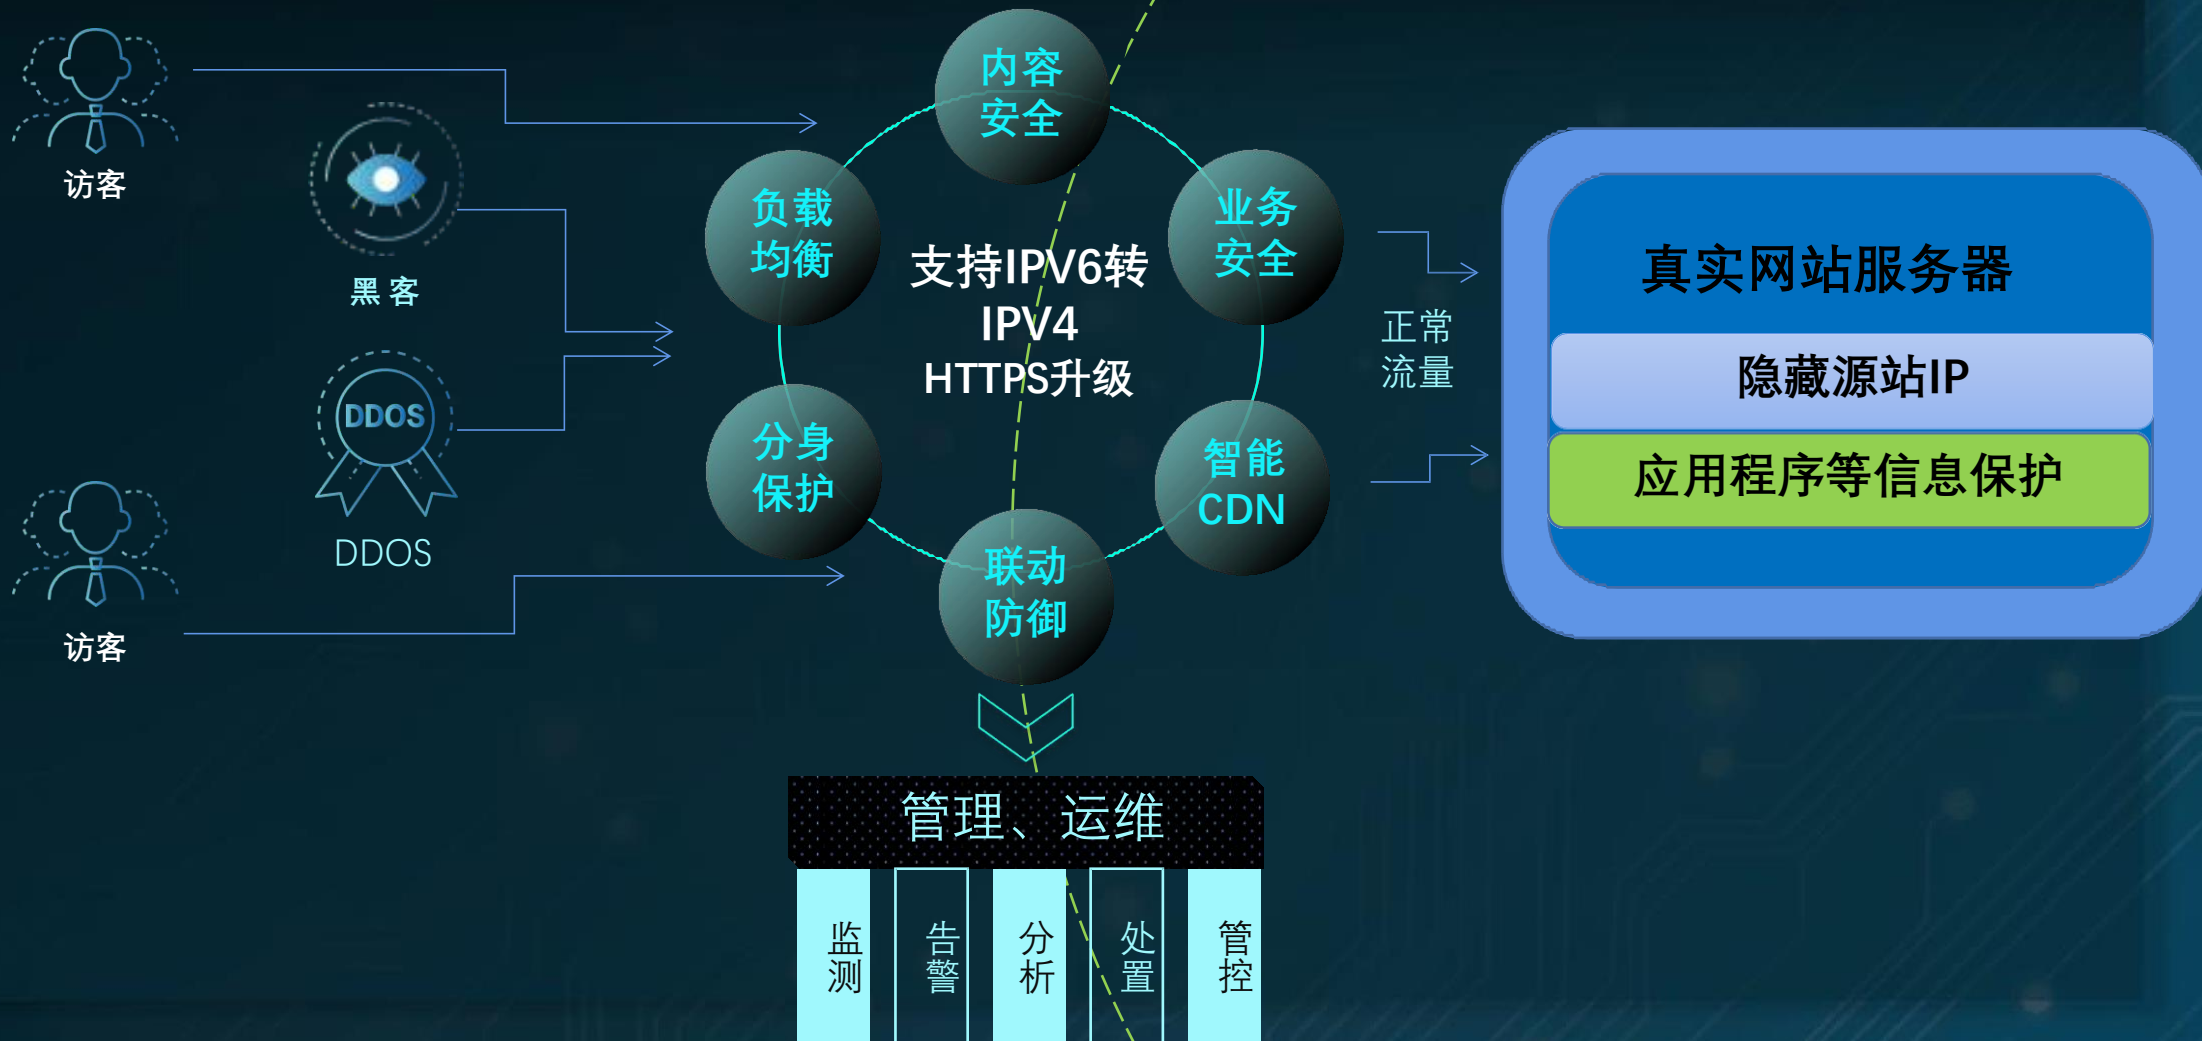 访客
黑 客
DDOS
DDOS
访客
内容
安全
负载
均衡
业务
安全
支持IPV6转
IPV4
HTTPS升级
分身
保护
智能
CDN
联动
防御
正常
流量
真实网站服务器
隐藏源站IP
应用程序等信息保护
管理、运维
监测
告警
分析
处置
管控